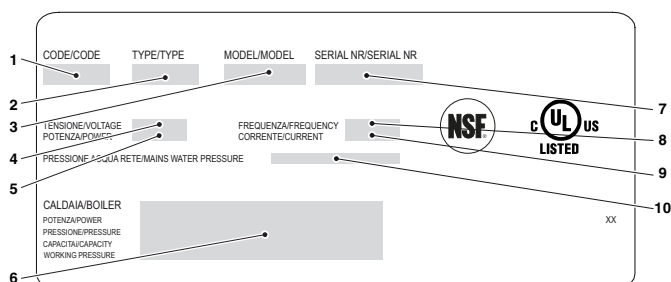 CODE/CODE TYPE/TYPE MODEL/MODEL SERIAL NR/SERIAL NR
1
2
3
7
TENSIONE/VOLTAGE FREQUENZA/FREQUENCY
POTENZA/POWER CORRENTE/CURRENT
NSF
C UL US
LISTED
8
4
9
5
PRESSIONE ACQUA RETE/MAINS WATER PRESSURE
10
CALDAIA/BOILER
POTENZA/POWER
XX
PRESSIONE/PRESSURE
CAPACITAì/CAPACITY
WORKING PRESSURE
6